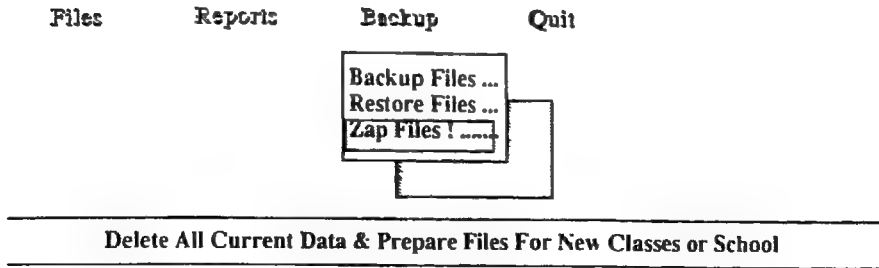 Files Reports Backup Quit
Backup Files ...
Restore Files ...
Zap Files ! .......
Delete All Current Data & Prepare Files For New Classes or School